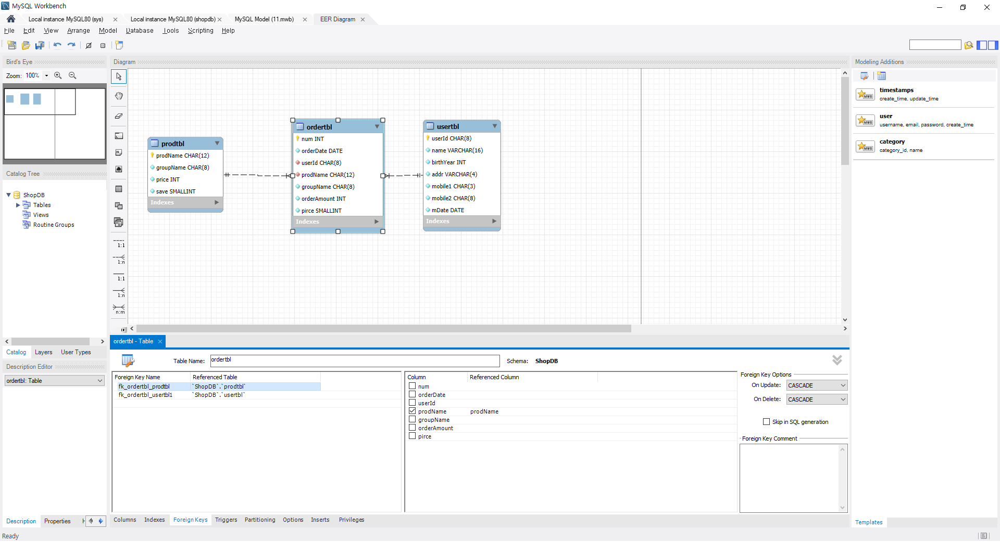 MySQL Workbench
Local instance MySQL80 (sys)
Local instance MySQL80 (shopdb)
MySQL Model (11.mwb)
EER Diagram
File Edit View Arrange Model Database Tools Scripting Help
Bird's Eye
Zoom: 100%
Catalog Tree
ShopDB
Tables
Views
Routine Groups
Catalog Layers User Types
Description Editor
ordertbl: Table
Description Properties H
Ready
Diagram
1:1
1:n
1:1
1:n
n:m
prodtbl
prodName CHAR(12)
groupName CHAR(8)
price INT
save SMALLINT
Indexes
ordertbl
num INT
orderDate DATE
userId CHAR(8)
prodName CHAR(12)
groupName CHAR(8)
orderAmount INT
pirce SMALLINT
Indexes
usertbl
userId CHAR(8)
name VARCHAR(16)
birthYear INT
addr VARCHAR(4)
mobile1 CHAR(3)
mobile2 CHAR(8)
mDate DATE
Indexes
ordertbl - Table
Table Name: ordertbl
Schema: ShopDB
Foreign Key Name Referenced Table
fk_ordertbl_prodtbl `ShopDB`.`prodtbl`
fk_ordertbl_usertbl1 `ShopDB`.`usertbl`
Column Referenced Column
num
orderDate
userId
prodName prodName
groupName
orderAmount
pirce
Foreign Key Options
On Update: CASCADE
On Delete: CASCADE
Skip in SQL generation
Foreign Key Comment
Columns Indexes Foreign Keys Triggers Partitioning Options Inserts Privileges
Modeling Additions
MWB
timestamps
create_time, update_time
MWB
user
username, email, password, create_time
MWB
category
category_id, name
Templates